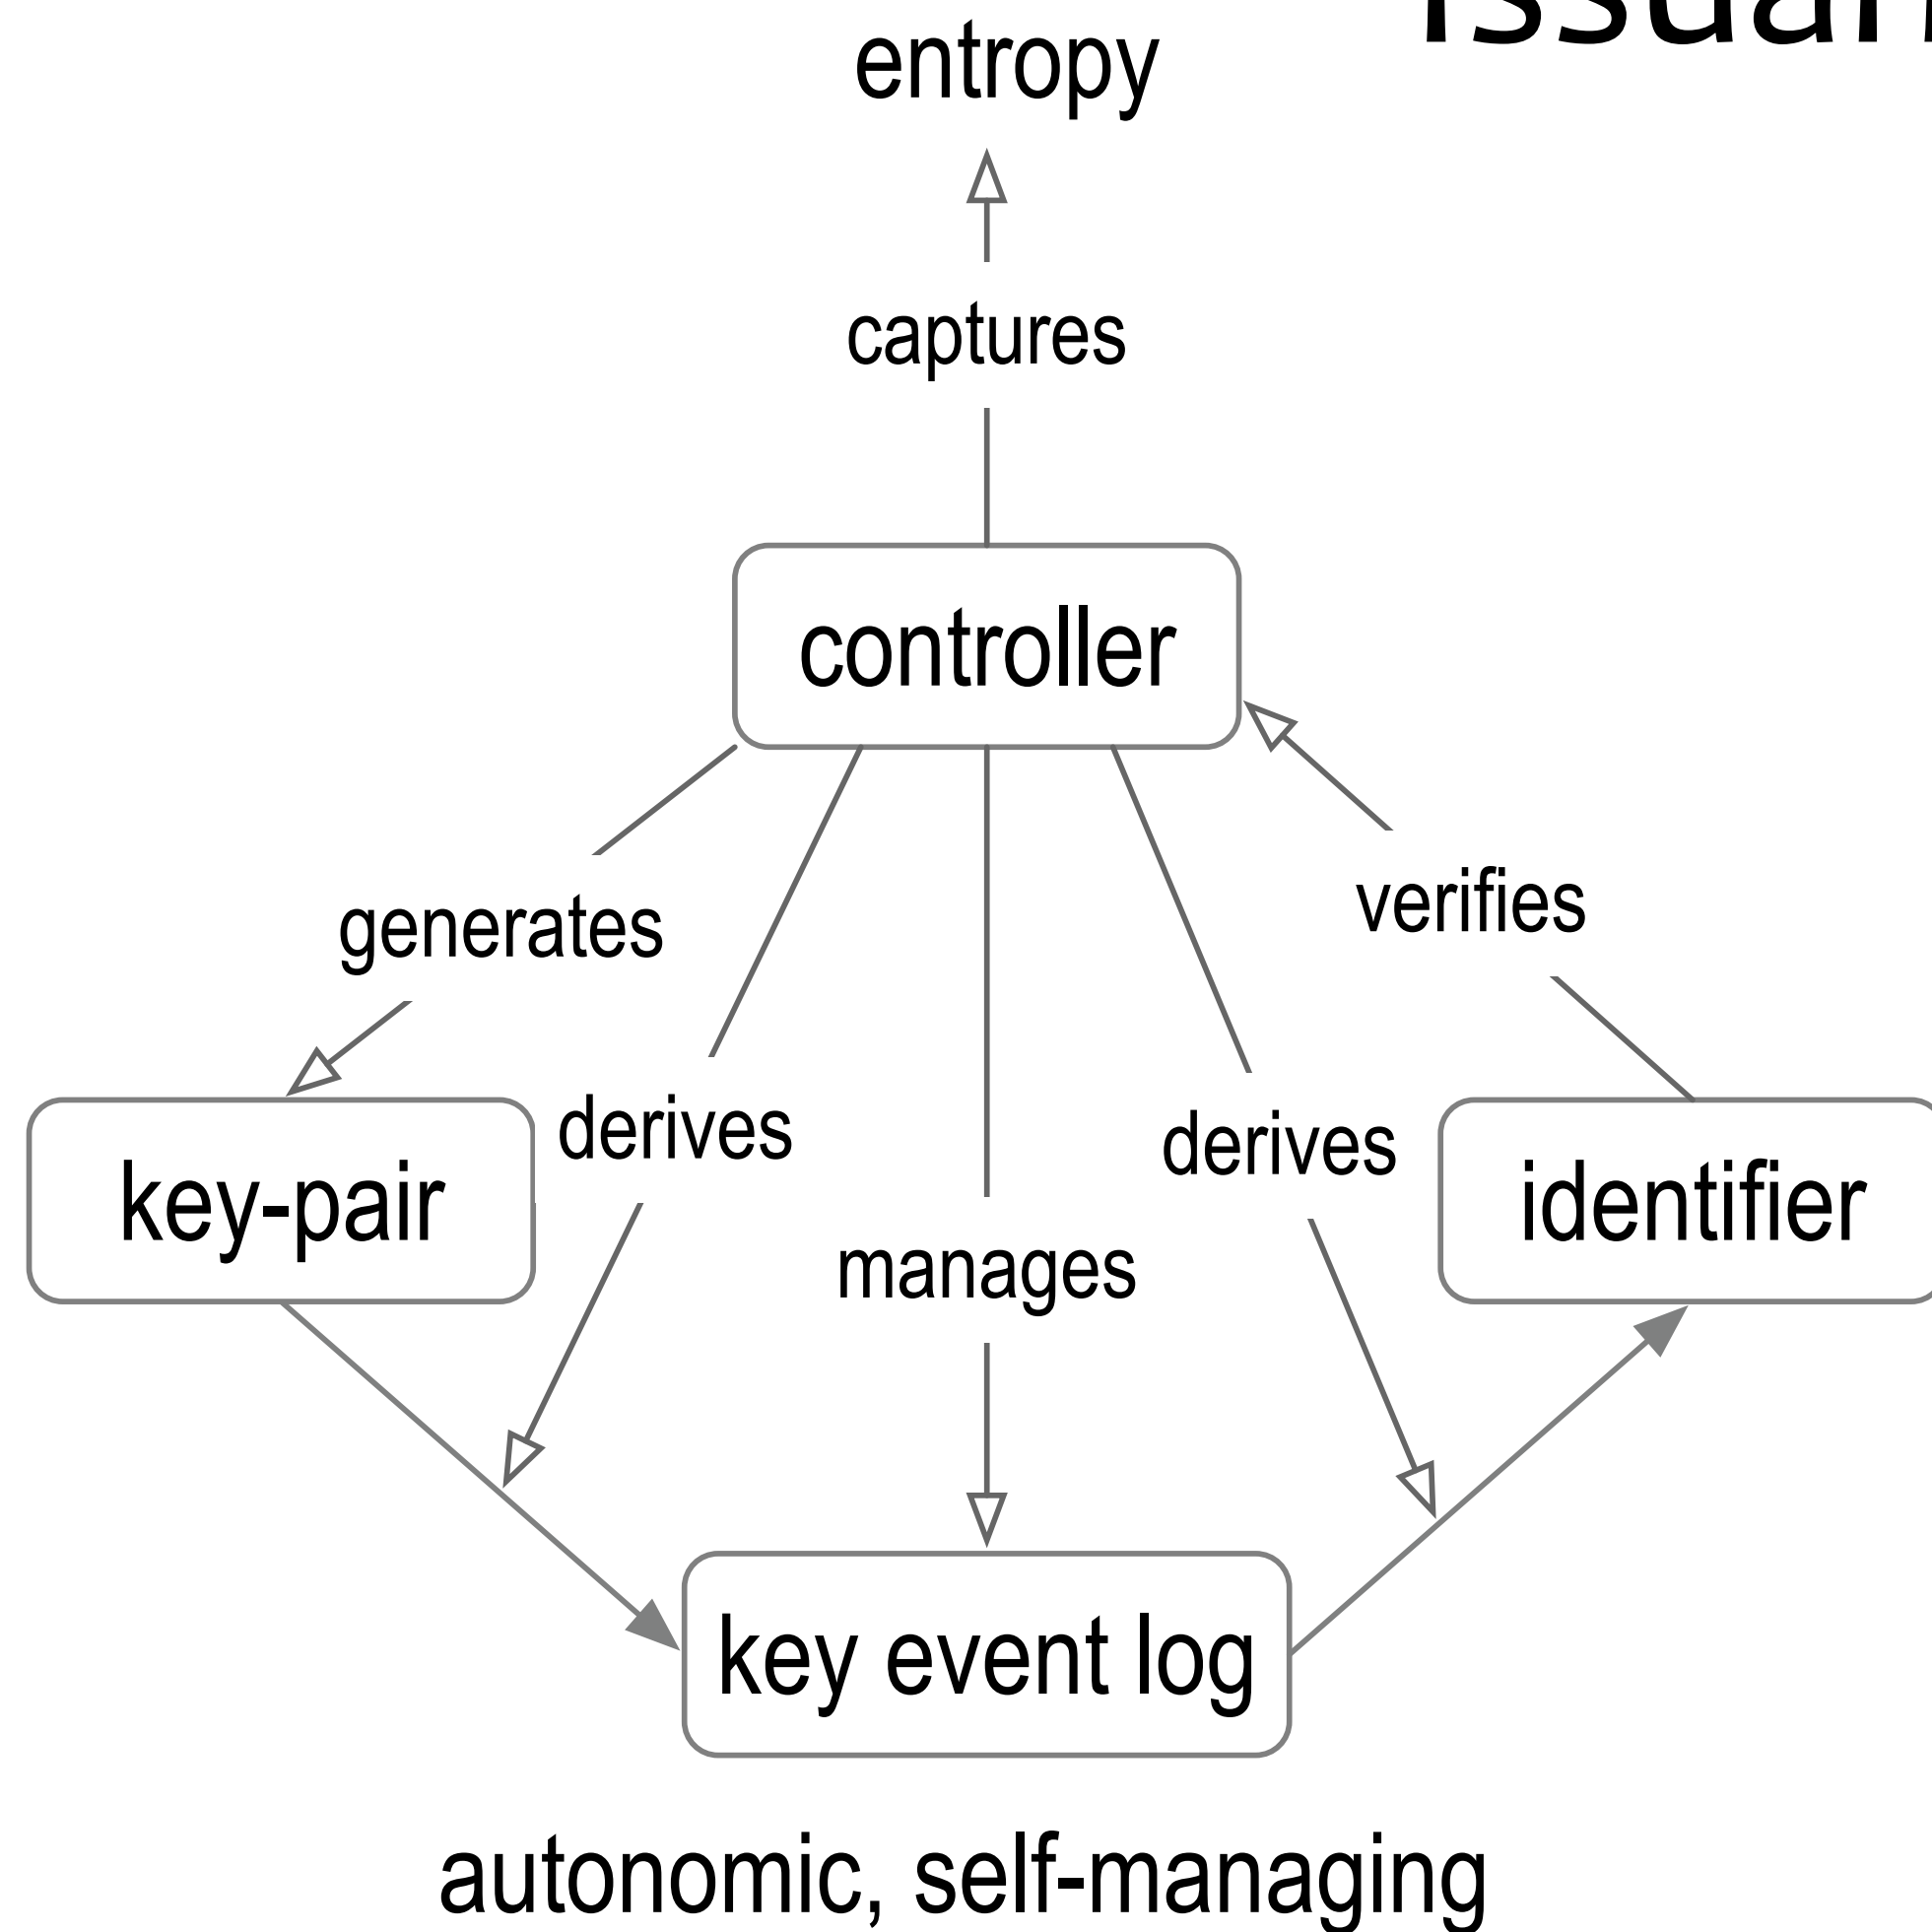 entropy
captures
controller
generates
verifies
derives
derives
key-pair
identifier
manages
key event log
autonomic, self-managing